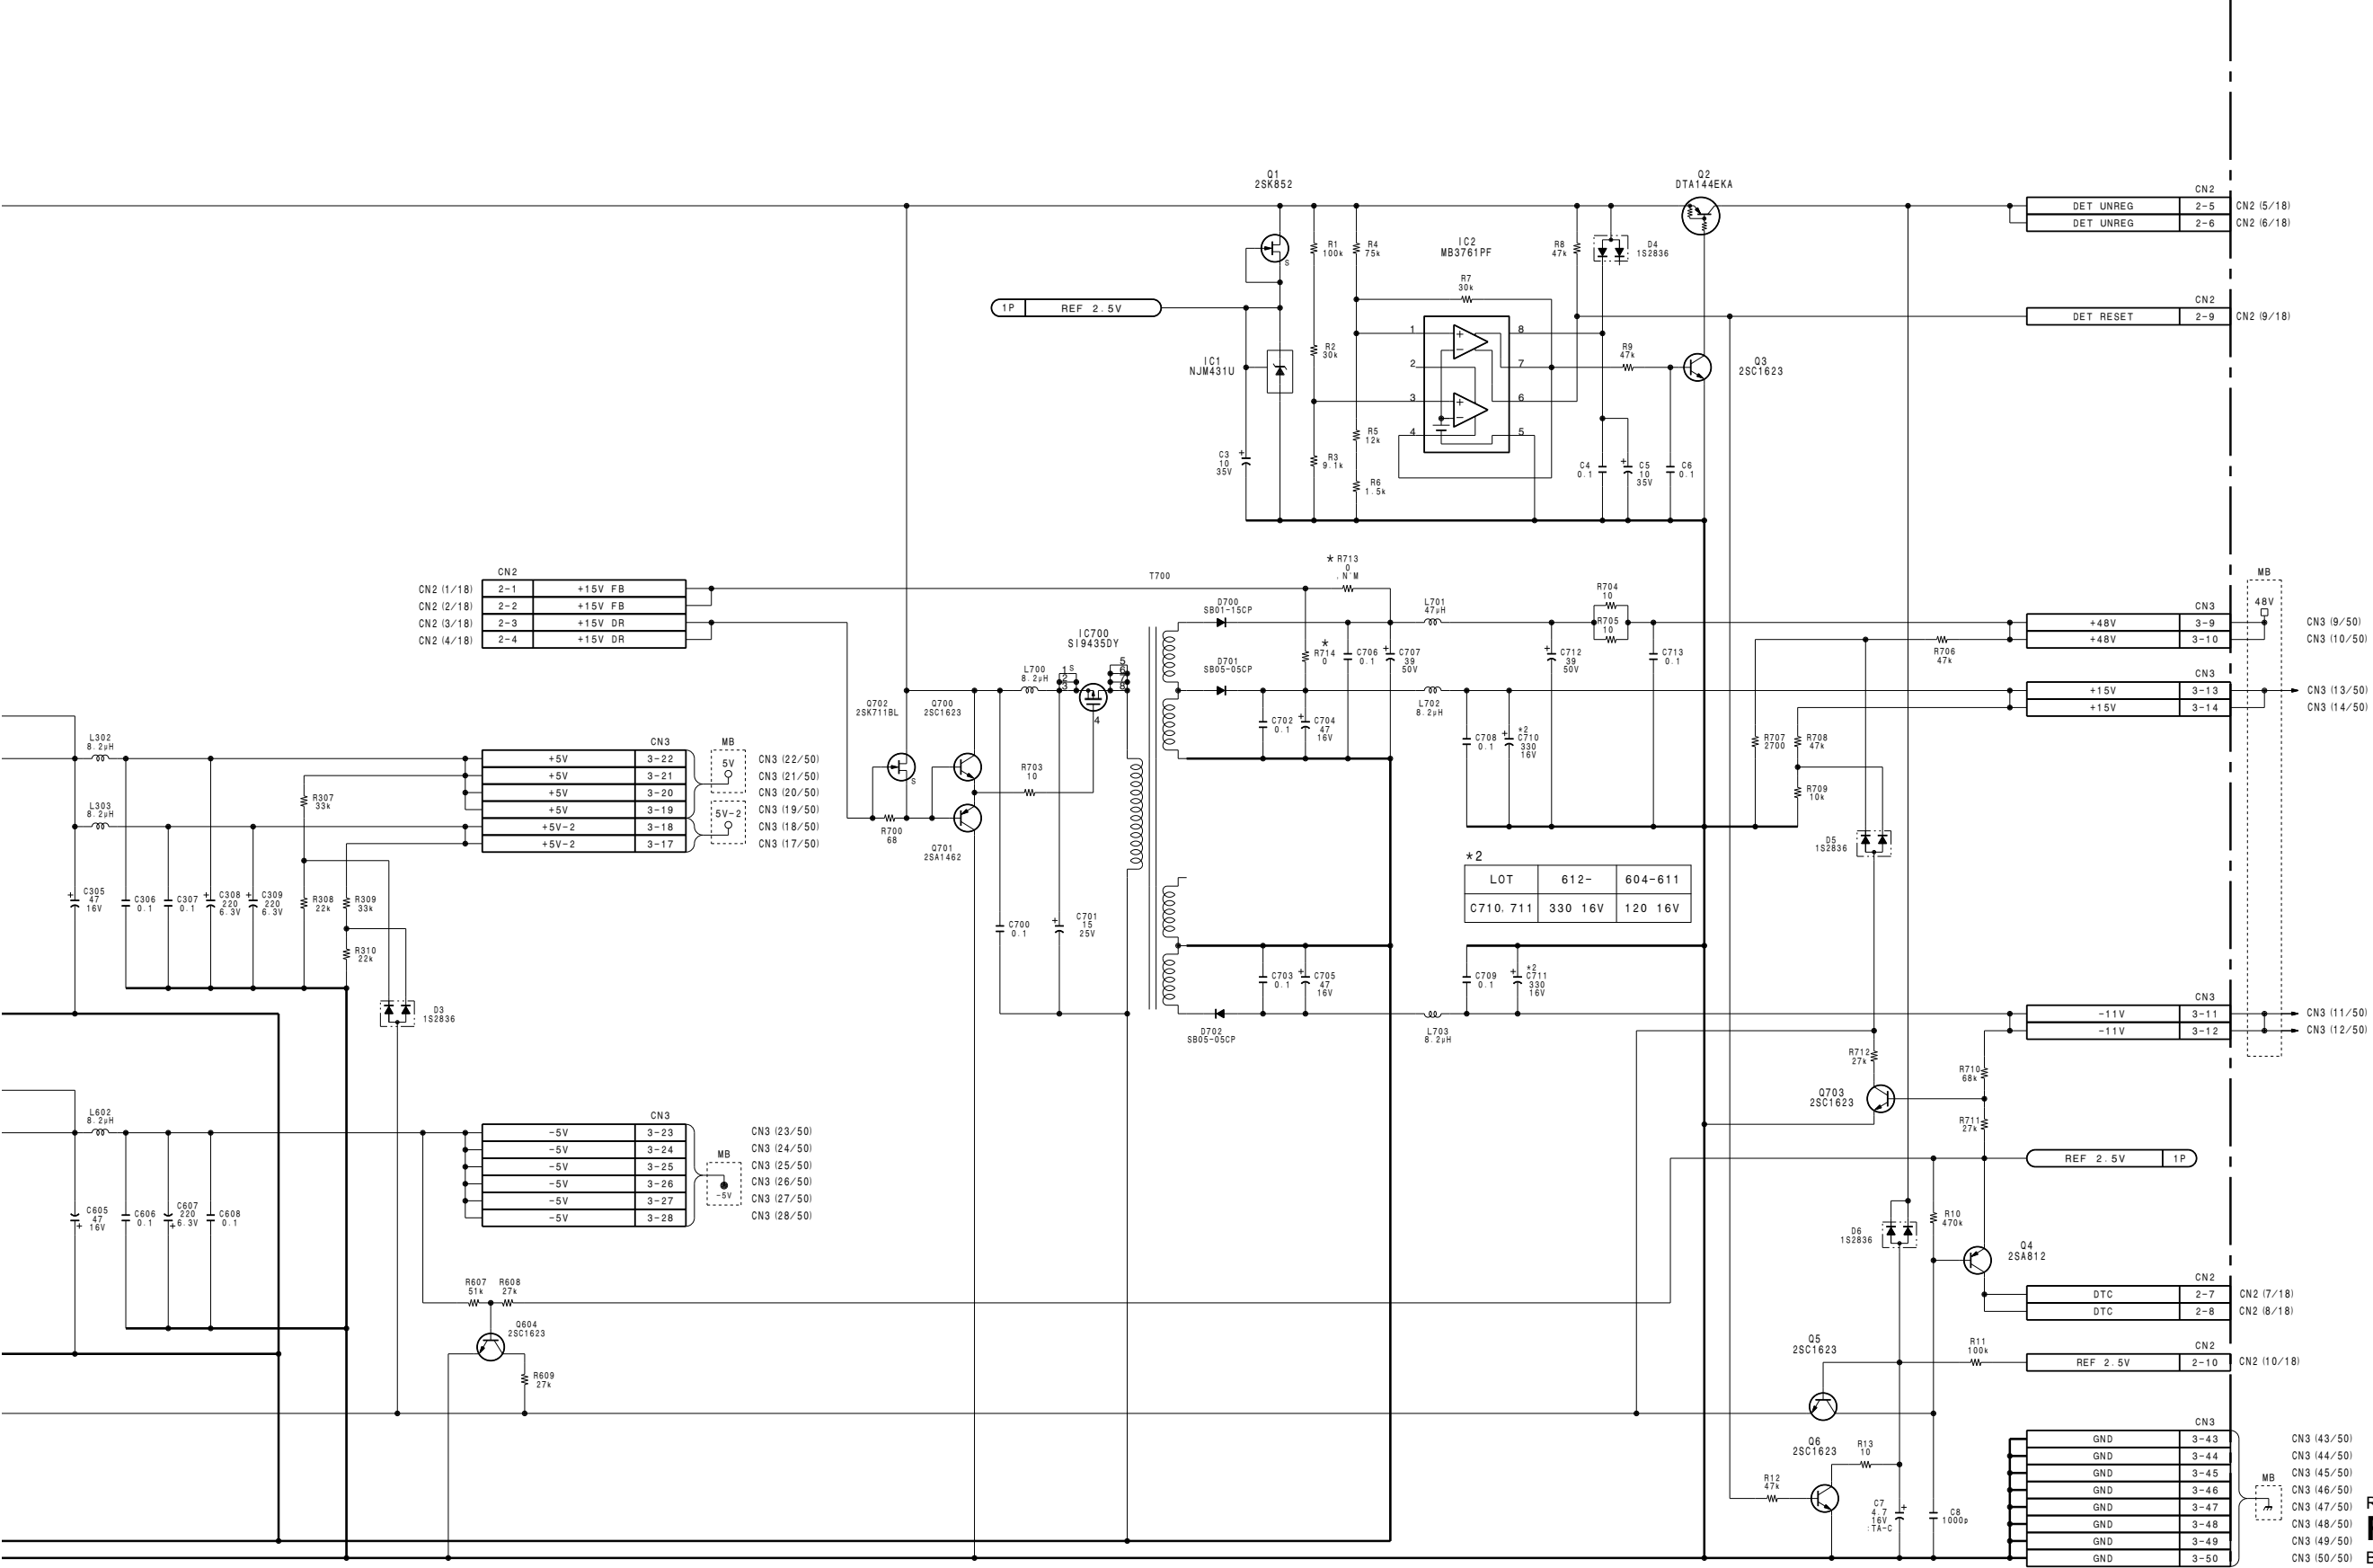 Q1
2SK852
Q2
DTA144EKA
CN2
DET UNREG 2-5 CN2 (5/18)
DET UNREG 2-6 CN2 (6/18)
R1
100k
R4
75k
IC2
MB3761PF
R8
47k
D4
1S2836
S
R7
30k
1P REF 2.5V
CN2
DET RESET 2-9 CN2 (9/18)
1 8
R2
30k
IC1
NJM431U
2 7
R9
47k
Q3
2SC1623
3 6
4 5
R5
12k
C3
10
35V
R3
9.1k
C4
0.1
C5
10
35V
C6
0.1
R6
1.5k
CN2
CN2 (1/18) 2-1 +15V FB
CN2 (2/18) 2-2 +15V FB
CN2 (3/18) 2-3 +15V DR
CN2 (4/18) 2-4 +15V DR
T700
* R713
0
.N'M
R704
10
MB
D700
SB01-15CP
L701
47μH
R705
10
CN3
48V
+48V 3-9 CN3 (9/50)
+48V 3-10 CN3 (10/50)
IC700
SI9435DY
*
R714
0
C706
0.1
C707
39
50V
C712
39
50V
C713
0.1
R706
47k
L700
8.2μH
1 S
2
3
5
6
7
8
4
D701
SB05-05CP
CN3
+15V 3-13 CN3 (13/50)
+15V 3-14 CN3 (14/50)
Q702
2SK711BL
Q700
2SC1623
L702
8.2μH
C702
0.1
C704
47
16V
C708
0.1
*2
C710
330
16V
R707
2700
R708
47k
L302
8.2μH
CN3
MB
+5V 3-22 5V CN3 (22/50)
+5V 3-21 CN3 (21/50)
+5V 3-20 CN3 (20/50)
+5V 3-19 CN3 (19/50)
+5V-2 3-18 5V-2 CN3 (18/50)
+5V-2 3-17 CN3 (17/50)
R703
10
S
R307
33k
L303
8.2μH
R709
10k
R700
68
Q701
2SA1462
D5
1S2836
*2
LOT 612- 604-611
C710,711 330 16V 120 16V
C305
47
16V
C306
0.1
C307
0.1
C308
220
6.3V
C309
220
6.3V
R308
22k
R309
33k
R310
22k
C700
0.1
C701
15
25V
C703
0.1
C705
47
16V
C709
0.1
*2
C711
330
16V
D3
1S2836
D702
SB05-05CP
L703
8.2μH
CN3
-11V 3-11 CN3 (11/50)
-11V 3-12 CN3 (12/50)
R712
27k
R710
68k
Q703
2SC1623
R711
27k
L602
8.2μH
CN3
-5V 3-23 CN3 (23/50)
-5V 3-24 CN3 (24/50)
-5V 3-25 MB CN3 (25/50)
-5V 3-26 -5V CN3 (26/50)
-5V 3-27 CN3 (27/50)
-5V 3-28 CN3 (28/50)
REF 2.5V 1P
C605
47
16V
C606
0.1
C607
220
6.3V
C608
0.1
R10
470k
D6
1S2836
Q4
2SA812
R607
51k
R608
27k
CN2
DTC 2-7 CN2 (7/18)
DTC 2-8 CN2 (8/18)
Q604
2SC1623
Q5
2SC1623
R11
100k
CN2
REF 2.5V 2-10 CN2 (10/18)
R609
27k
CN3
GND 3-43 CN3 (43/50)
GND 3-44 CN3 (44/50)
GND 3-45 CN3 (45/50)
GND 3-46 CN3 (46/50)
GND 3-47 CN3 (47/50)
GND 3-48 CN3 (48/50)
GND 3-49 CN3 (49/50)
GND 3-50 CN3 (50/50)
MB
Q6
2SC1623
R13
10
R12
47k
C7
4.7
16V
:TA-C
C8
1000p